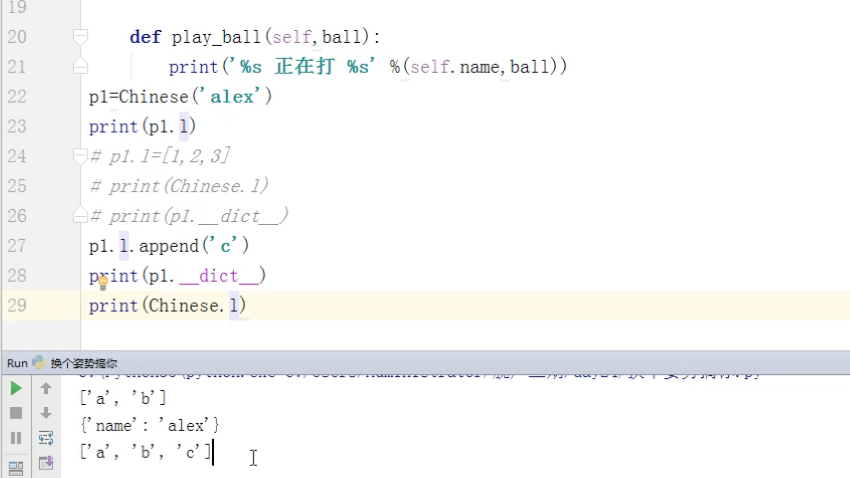 19
20 def play_ball(self,ball):
21 print('%s 正在打 %s' %(self.name,ball))
22 p1=Chinese('alex')
23 print(p1.l)
24 # p1.l=[1,2,3]
25 # print(Chinese.l)
26 # print(p1.__dict__)
27 p1.l.append('c')
28 print(p1.__dict__)
29 print(Chinese.l)
Run 换个姿势搞你
['a', 'b']
{'name': 'alex'}
['a', 'b', 'c']